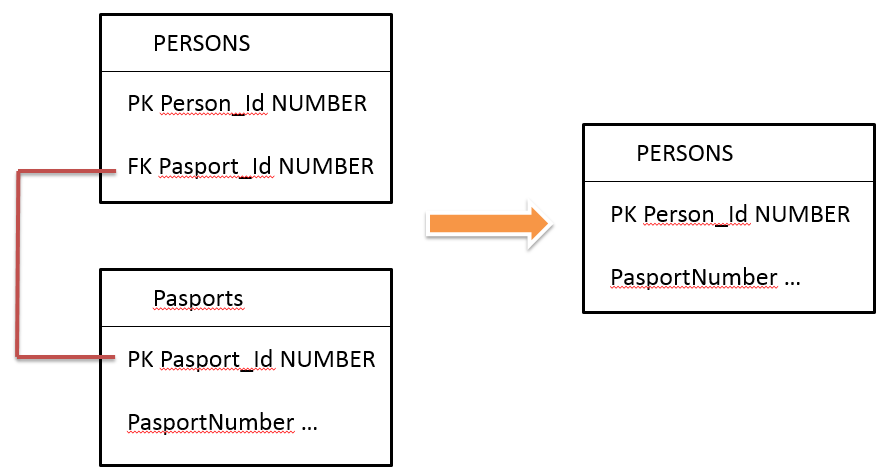 PERSONS
PK Person_Id NUMBER
FK Pasport_Id NUMBER
Pasports
PK Pasport_Id NUMBER
PasportNumber ...
PERSONS
PK Person_Id NUMBER
PasportNumber ...